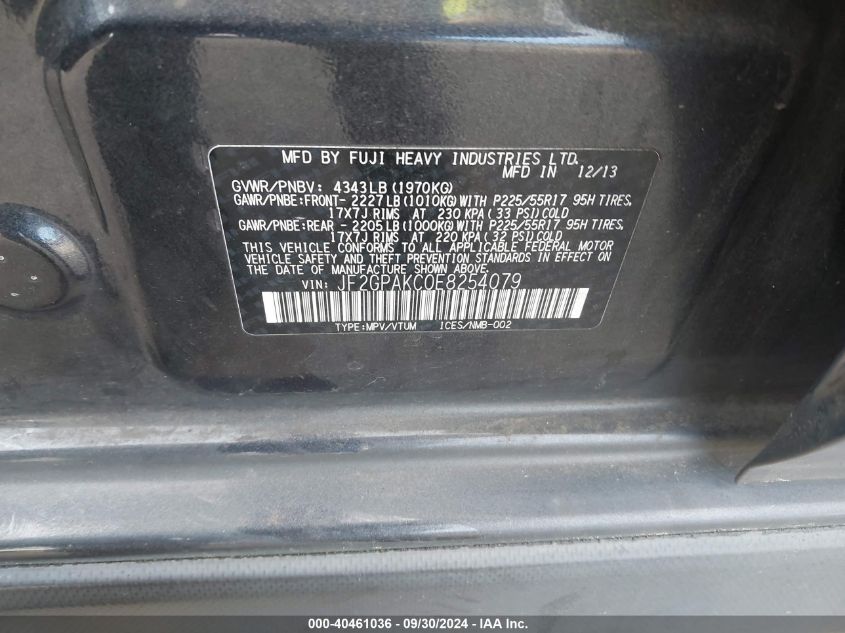 MFD BY FUJI HEAVY INDUSTRIES LTD.
MFD IN 12/13
GVWR/PNBV: 4343LB(1970KG)
GAWR/PNBE:FRONT- 2227LB(1010KG)WITH P225/55R17 95H TIRES,
17X7J RIMS AT 230 KPA(33 PSI)COLD
GAWR/PNBE:REAR - 2205LB(1000KG)WITH P225/55R17 95H TIRES,
17X7J RIMS AT 220 KPA(32 PSI)COLD
THIS VEHICLE CONFORMS TO ALL APPLICABLE FEDERAL MOTOR
VEHICLE SAFETY AND THEFT PREVENTION STANDARDS IN EFFECT ON
THE DATE OF MANUFACTURE SHOWN ABOVE.
VIN: JF2GPAKC0E8254079
TYPE:MPV/VTUM ICES/NMB-002
000-40461036 - 09/30/2024 - IAA Inc.